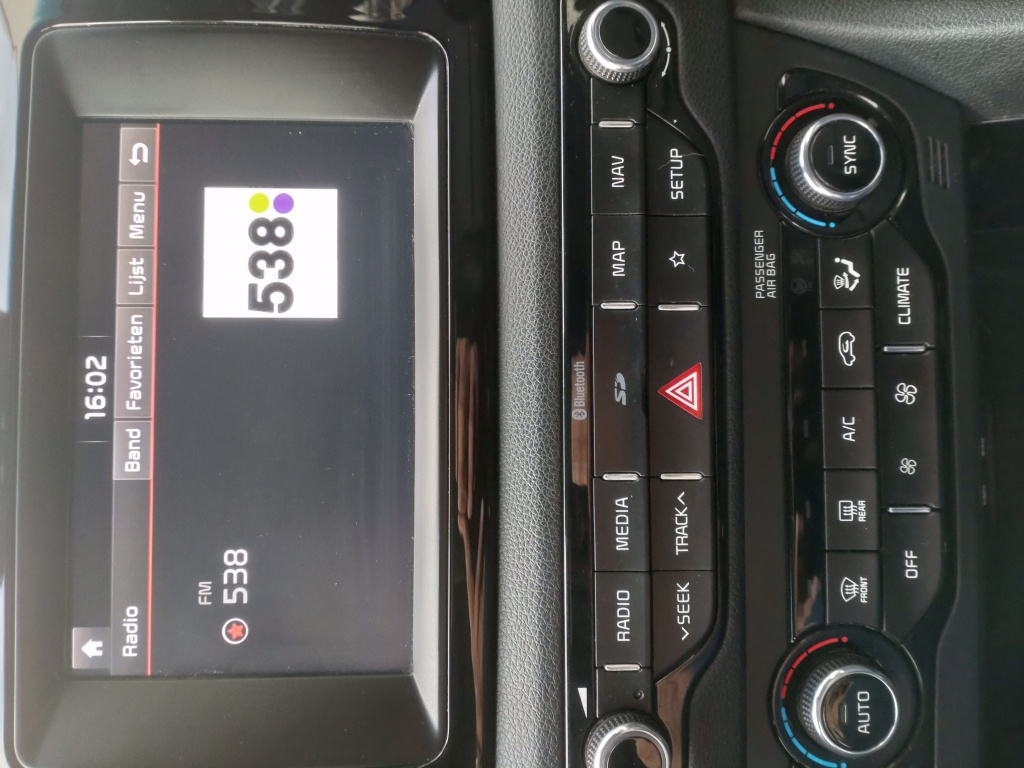 16:02
Radio Band Favorieten Lijst Menu
FM
538
538
Bluetooth
RADIO MEDIA MAP NAV
SD
SEEK TRACK SETUP
PASSENGER
AIR BAG
AUTO SYNC
FRONT REAR A/C
OFF CLIMATE